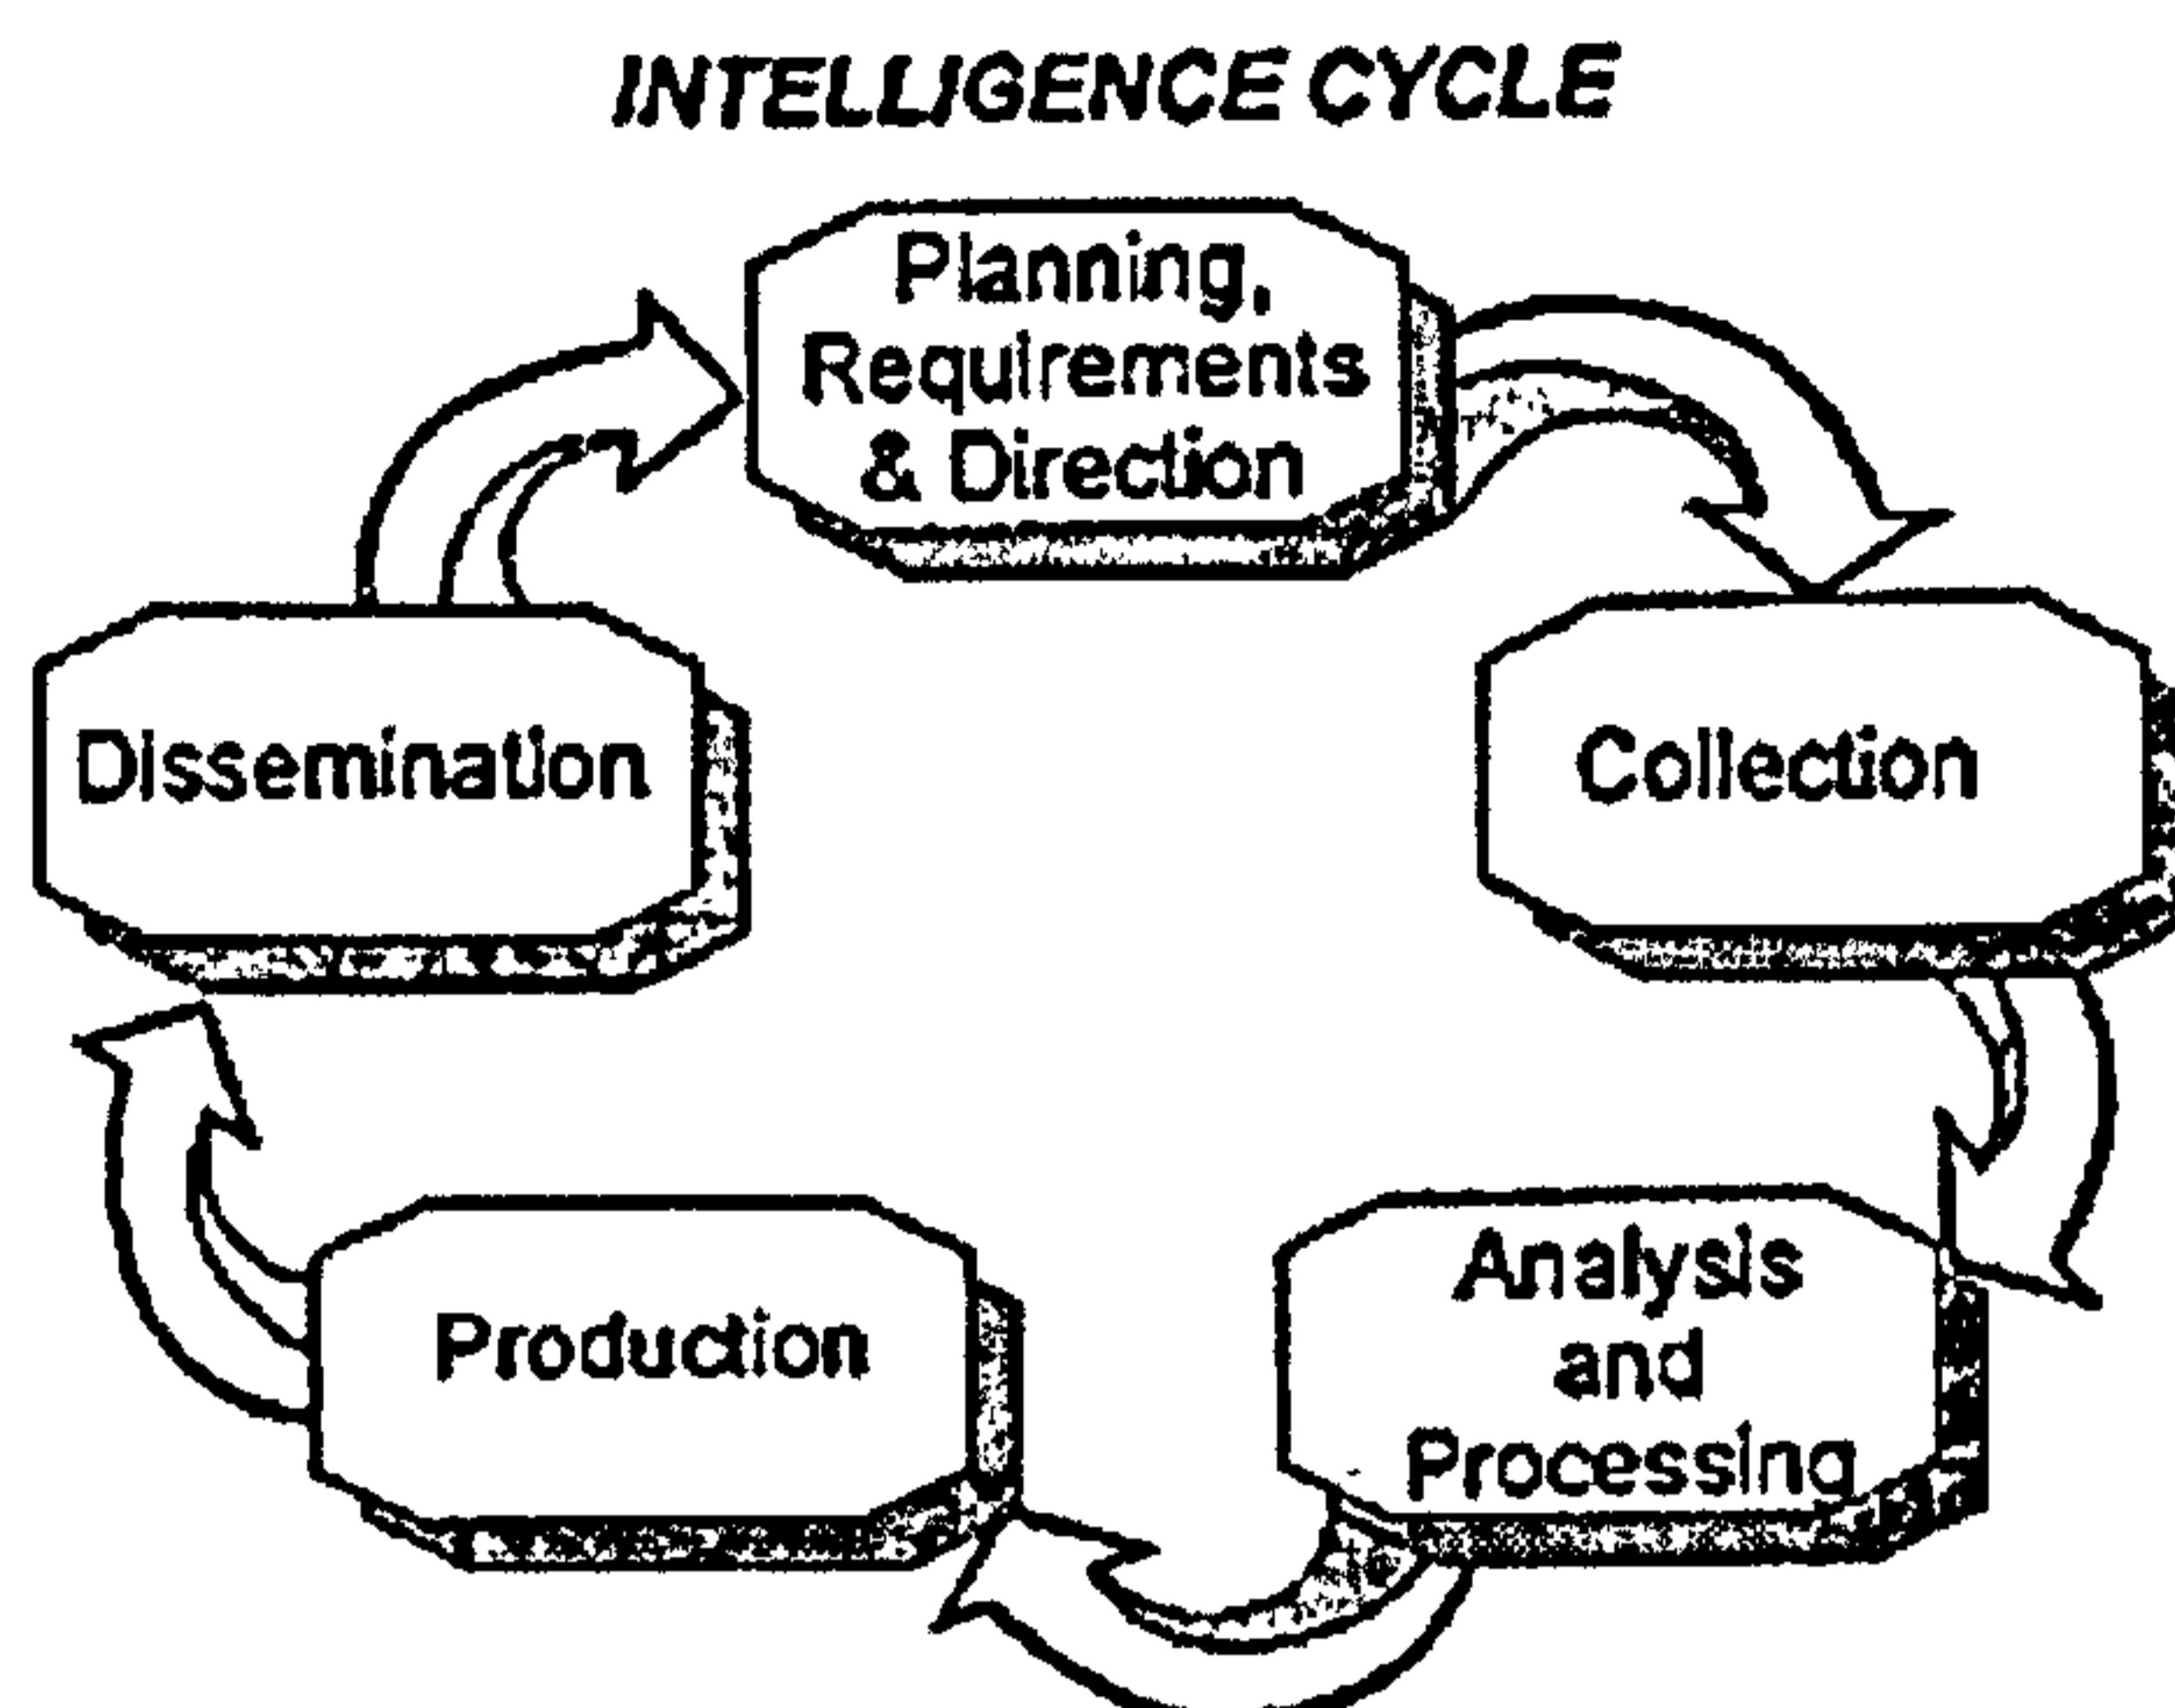 INTELLIGENCE CYCLE
Planning,
Requirements
& Direction
Dissemination
Collection
Production
Analysis
and
Processing